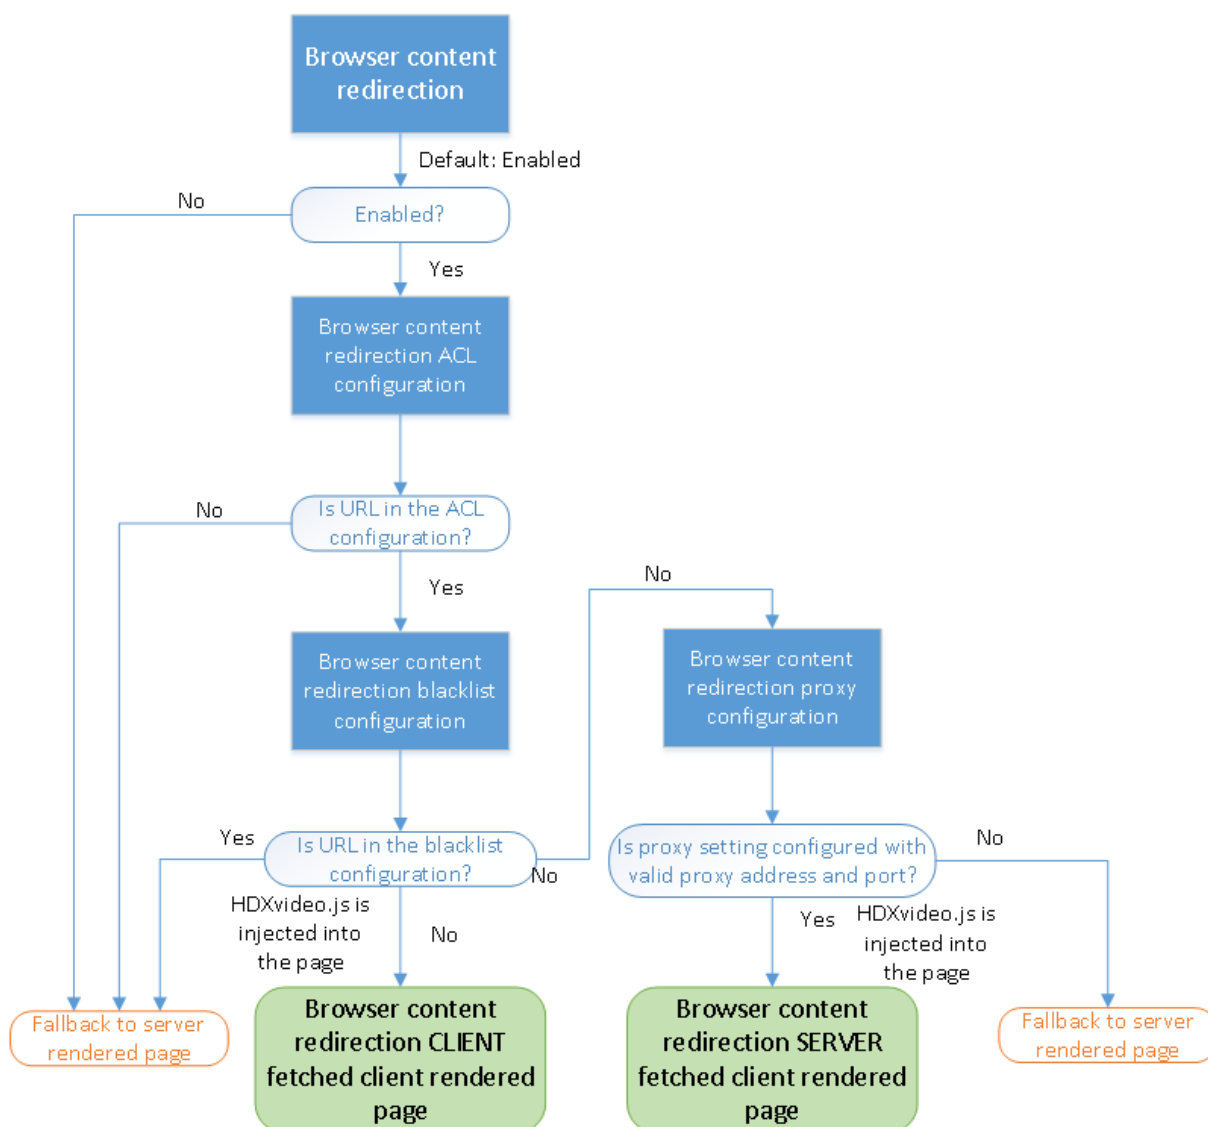 Browser content
redirection
Default: Enabled
No
Enabled?
Yes
Browser content
redirection ACL
configuration
No
Is URL in the ACL
configuration?
Yes
No
Browser content
redirection blacklist
configuration
Browser content
redirection proxy
configuration
Yes
Is URL in the blacklist
configuration?
No
Is proxy setting configured with
valid proxy address and port?
No
HDXvideo.js is
injected into
the page
No
Yes
HDXvideo.js is
injected into
the page
Fallback to server
rendered page
Browser content
redirection CLIENT
fetched client rendered
page
Browser content
redirection SERVER
fetched client rendered
page
Fallback to server
rendered page